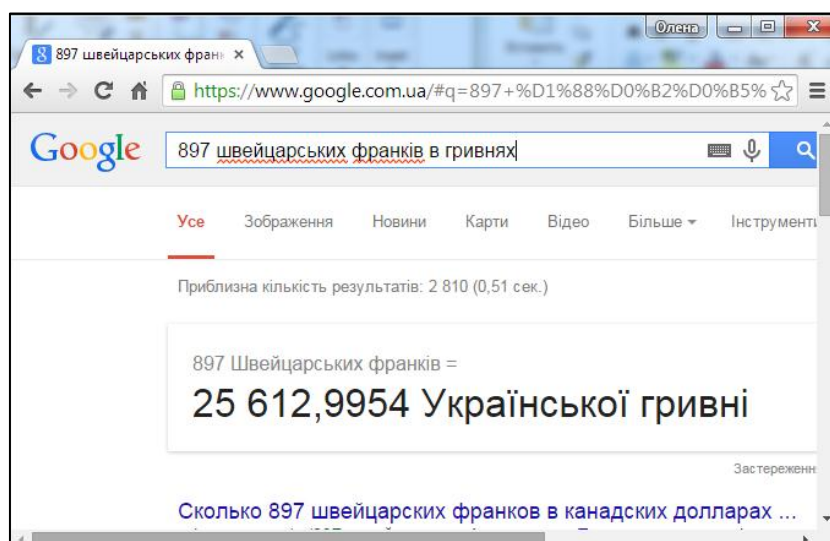 Олена
897 швейцарських франк
https://www.google.com.ua/#q=897+%D1%88%D0%B2%D0%B5%
Google
897 швейцарських франків в гривнях
Усе Зображення Новини Карти Відео Більше Інструменти
Приблизна кількість результатів: 2 810 (0,51 сек.)
897 Швейцарських франків =
25 612,9954 Української гривні
Застереженн
Сколько 897 швейцарских франков в канадских долларах ...